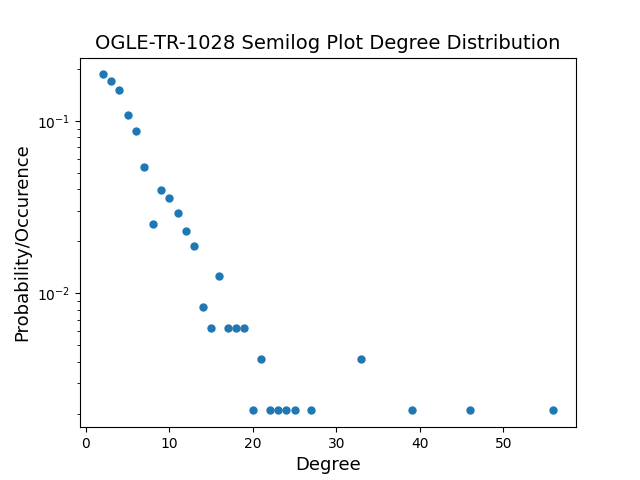 OGLE-TR-1028 Semilog Plot Degree Distribution
Probability/Occurence
10⁻¹
10⁻²
0 10 20 30 40 50
Degree